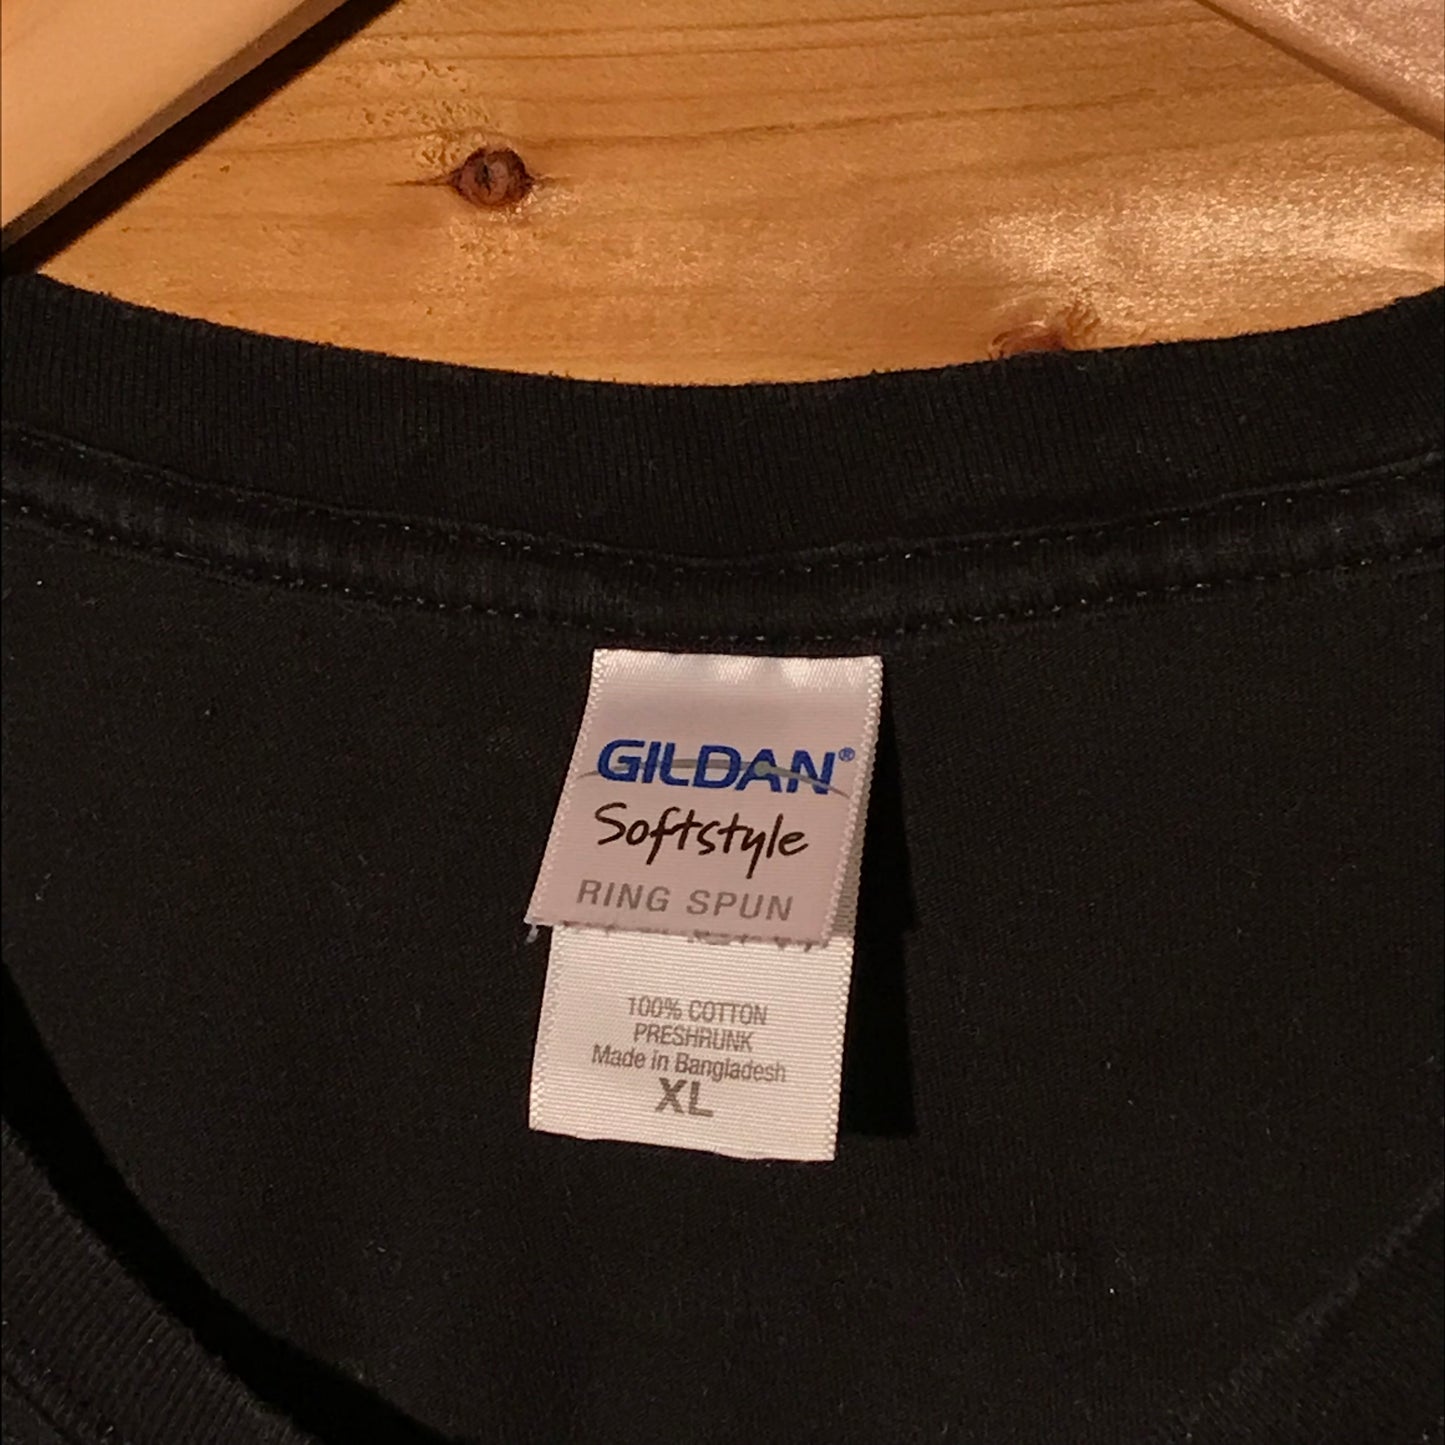 GILDAN®
Softstyle
RING SPUN
100% COTTON
PRESHRUNK
Made in Bangladesh
XL